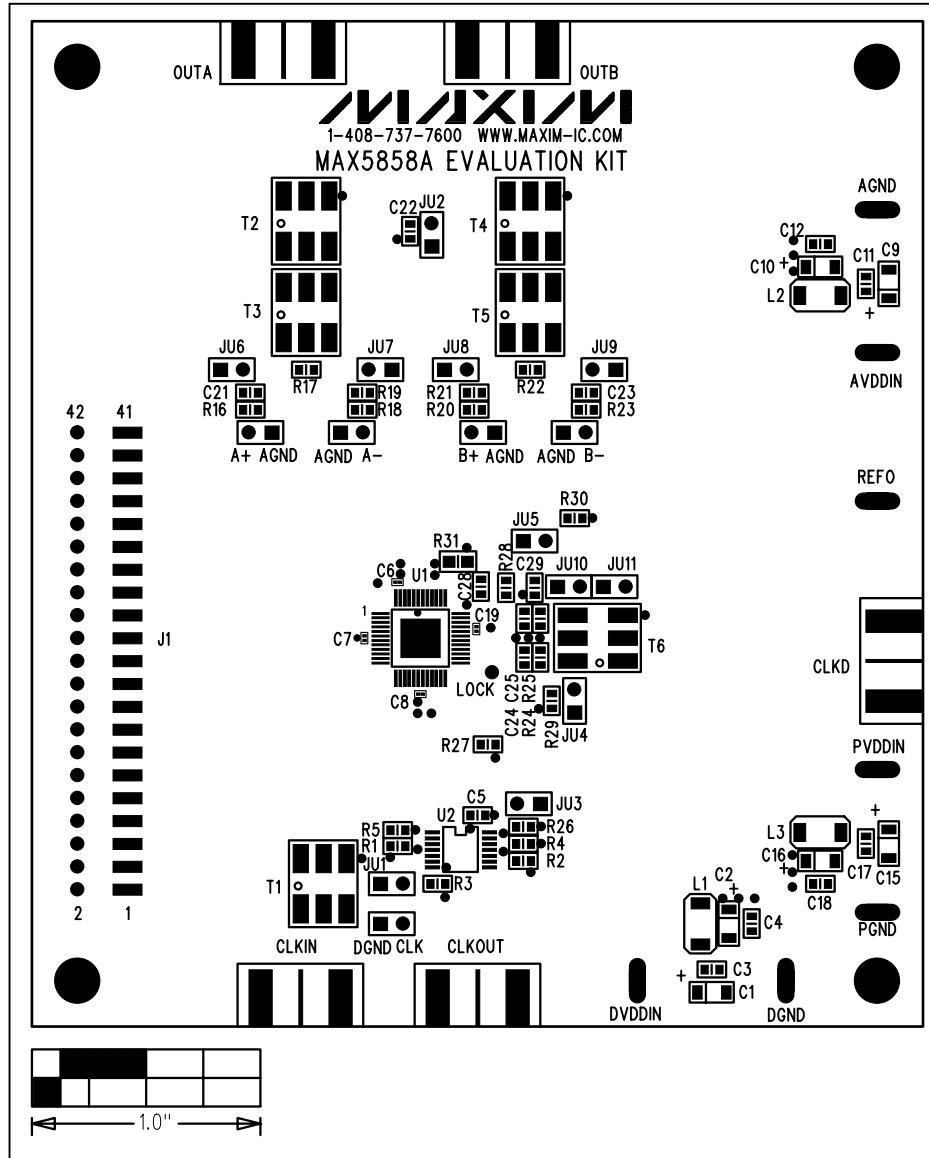 OUTA OUTB
MAXIM
1-408-737-7600 WWW.MAXIM-IC.COM
MAX5858A EVALUATION KIT
AGND
T2 C22 JU2 T4
C12 C9
C10 + C11
L2
T3 T5
+
JU6 JU7 JU8 JU9
R17 R22
AVDDIN
C21 R19 R21 C23
R16 R18 R20 R23
42 41
A+ AGND AGND A- B+ AGND AGND B-
REFO
R30
JU5
R31 R28
C6 U1 C28 C29 JU10 JU11
1 C19
C7 J1 T6
CLKD
LOCK C25 R25
C8 C24 R24 R29
JU4
R27
PVDDIN
C5 JU3 +
U2
R5 R26 L3
R1 R4 C16 +
JU1 R2 C17 C15
T1 R3 L1 C2 + C18
2 1 C4 PGND
CLKIN DGND CLK CLKOUT
+ C3
C1
DVDDIN DGND
1.0"